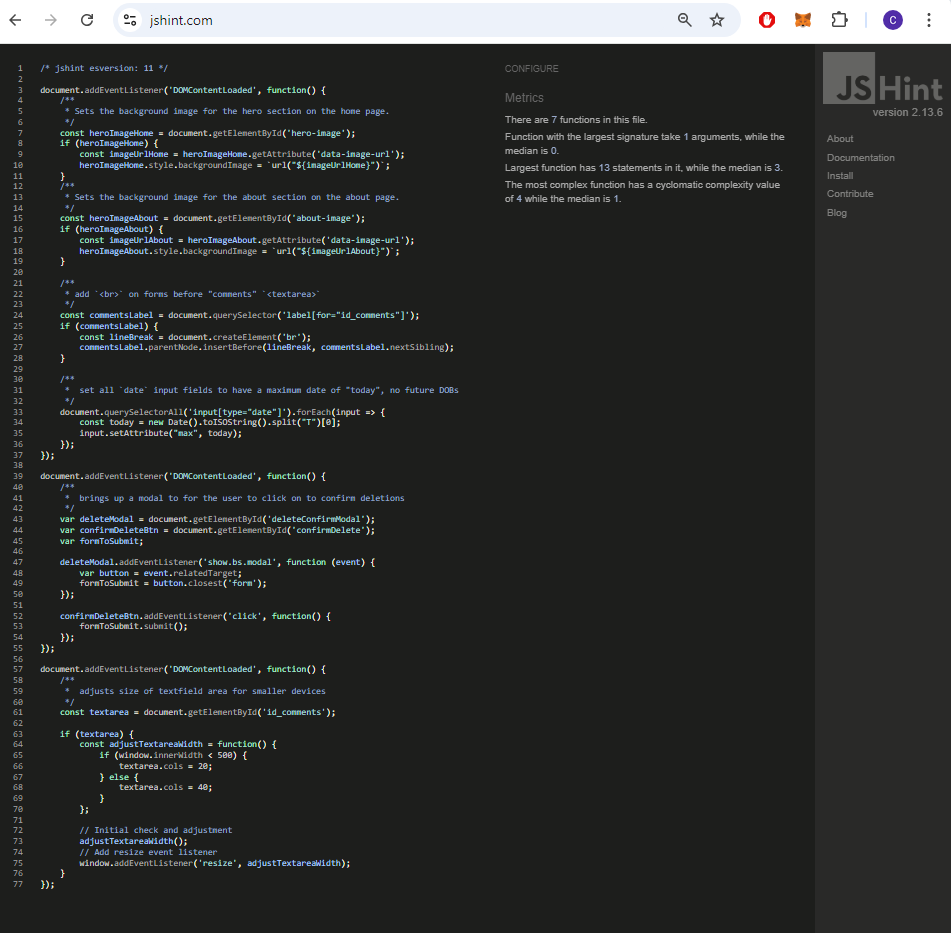 jshint.com
C
1 /* jshint esversion: 11 */
2
3 document.addEventListener('DOMContentLoaded', function() {
4     /**
5      * Sets the background image for the hero section on the home page.
6      */
7     const heroImageHome = document.getElementById('hero-image');
8     if (heroImageHome) {
9         const imageUrlHome = heroImageHome.getAttribute('data-image-url');
10         heroImageHome.style.backgroundImage = `url("${imageUrlHome}")`;
11     }
12     /**
13      * Sets the background image for the about section on the about page.
14      */
15     const heroImageAbout = document.getElementById('about-image');
16     if (heroImageAbout) {
17         const imageUrlAbout = heroImageAbout.getAttribute('data-image-url');
18         heroImageAbout.style.backgroundImage = `url("${imageUrlAbout}")`;
19     }
20
21     /**
22      * add `<br>` on forms before "comments" `<textarea>`
23      */
24     const commentsLabel = document.querySelector('label[for="id_comments"]');
25     if (commentsLabel) {
26         const lineBreak = document.createElement('br');
27         commentsLabel.parentNode.insertBefore(lineBreak, commentsLabel.nextSibling);
28     }
29
30     /**
31      *  set all `date` input fields to have a maximum date of "today", no future DOBs
32      */
33     document.querySelectorAll('input[type="date"]').forEach(input => {
34         const today = new Date().toISOString().split("T")[0];
35         input.setAttribute("max", today);
36     });
37 });
38
39 document.addEventListener('DOMContentLoaded', function() {
40     /**
41      *  brings up a modal to for the user to click on to confirm deletions
42      */
43     var deleteModal = document.getElementById('deleteConfirmModal');
44     var confirmDeleteBtn = document.getElementById('confirmDelete');
45     var formToSubmit;
46
47     deleteModal.addEventListener('show.bs.modal', function (event) {
48         var button = event.relatedTarget;
49         formToSubmit = button.closest('form');
50     });
51
52     confirmDeleteBtn.addEventListener('click', function() {
53         formToSubmit.submit();
54     });
55 });
56
57 document.addEventListener('DOMContentLoaded', function() {
58     /**
59      *  adjusts size of textfield area for smaller devices
60      */
61     const textarea = document.getElementById('id_comments');
62
63     if (textarea) {
64         const adjustTextareaWidth = function() {
65             if (window.innerWidth < 500) {
66                 textarea.cols = 20;
67             } else {
68                 textarea.cols = 40;
69             }
70         };
71
72         // Initial check and adjustment
73         adjustTextareaWidth();
74         // Add resize event listener
75         window.addEventListener('resize', adjustTextareaWidth);
76     }
77 });
CONFIGURE
Metrics
There are 7 functions in this file.
Function with the largest signature take 1 arguments, while the
median is 0.
Largest function has 13 statements in it, while the median is 3.
The most complex function has a cyclomatic complexity value
of 4 while the median is 1.
JSHint
version 2.13.6
About
Documentation
Install
Contribute
Blog